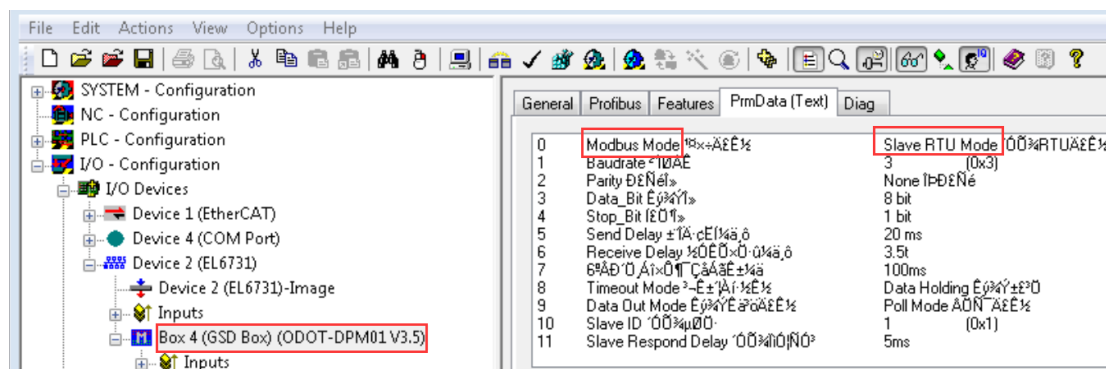 File Edit Actions View Options Help
SYSTEM - Configuration
NC - Configuration
PLC - Configuration
I/O - Configuration
I/O Devices
Device 1 (EtherCAT)
Device 4 (COM Port)
Device 2 (EL6731)
Device 2 (EL6731)-Image
Inputs
Box 4 (GSD Box) (ODOT-DPM01 V3.5)
Inputs
General Profibus Features PrmData (Text) Diag
0 Modbus Mode Slave RTU Mode
1 Baudrate 3 (0x3)
2 Parity None
3 Data_Bit 8 bit
4 Stop_Bit 1 bit
5 Send Delay 20 ms
6 Receive Delay 3.5t
7 100ms
8 Timeout Mode Data Holding
9 Data Out Mode Poll Mode
10 Slave ID 1 (0x1)
11 Slave Respond Delay 5ms